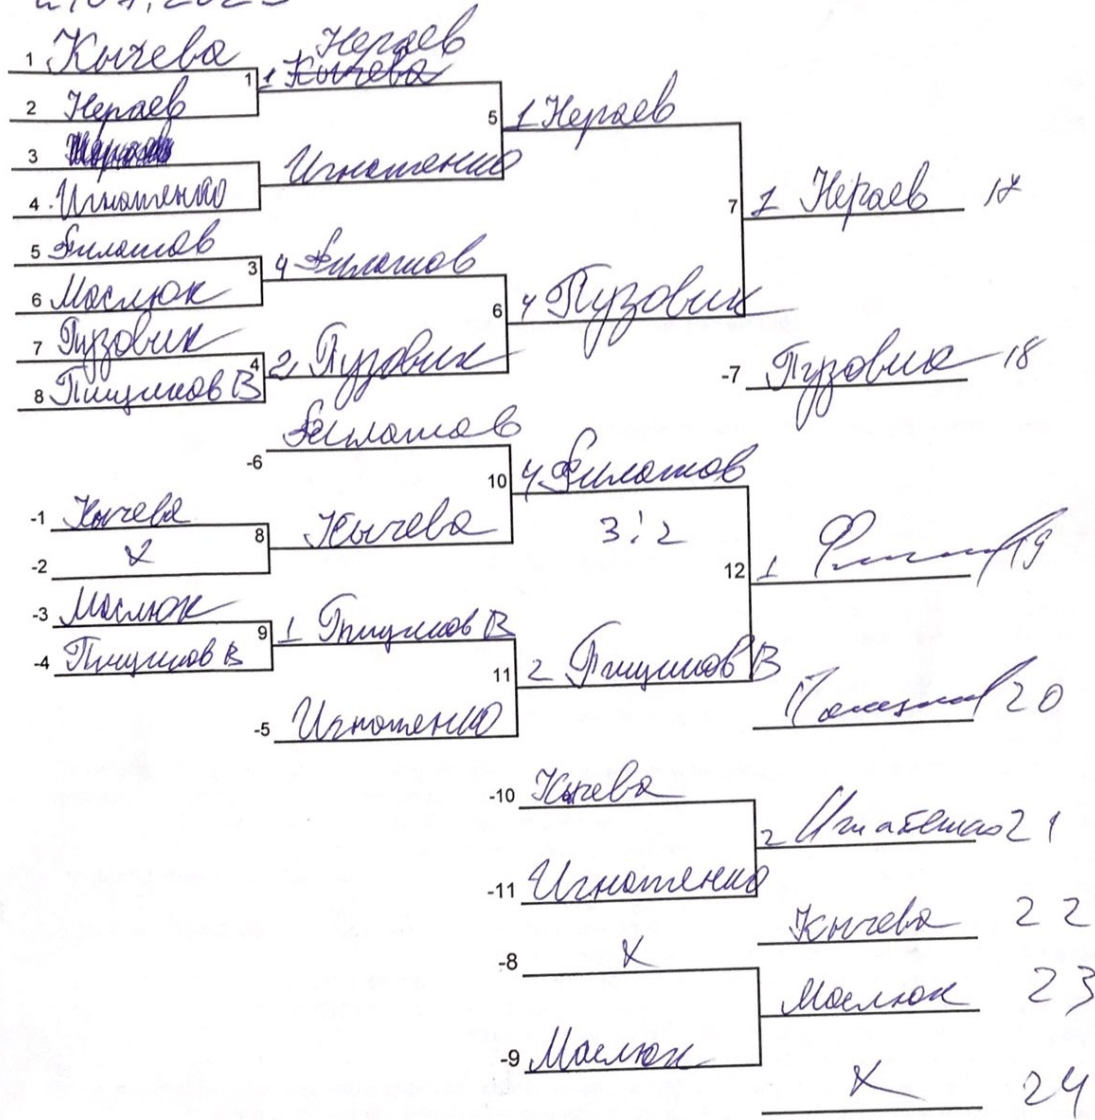 1 Кычева
2 Нераев
3
4 Игнатенко
5 Филатов
6 Маслюк
7 Пузовик
8 Пищиков В
1 Нераев
1 Кычева
Игнатенко
3 4 Филатов
4 2 Пузовик
5 1 Нераев
6 4 Пузовик
7 1 Нераев 17
-7 Пузовик 18
-6 Филатов
-1 Кычева
-2 х
8 Кычева
-3 Маслюк
-4 Пищиков В
9 1 Пищиков В
-5 Игнатенко
10 4 Филатов
3:2
11 2 Пищиков В
12 1 19
20
-10 Кычева
-11 Игнатенко
2 Игнатенко 21
Кычева 22
-8 х
-9 Маслюк
Маслюк 23
х 24